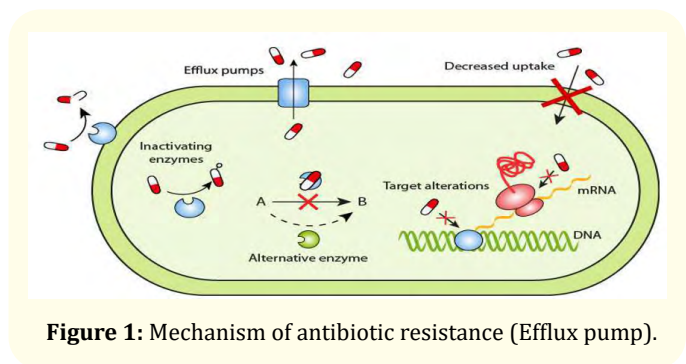 Efflux pumps
Decreased uptake
Inactivating
enzymes
Target alterations
mRNA
A
B
DNA
Alternative enzyme
Figure 1: Mechanism of antibiotic resistance (Efflux pump).